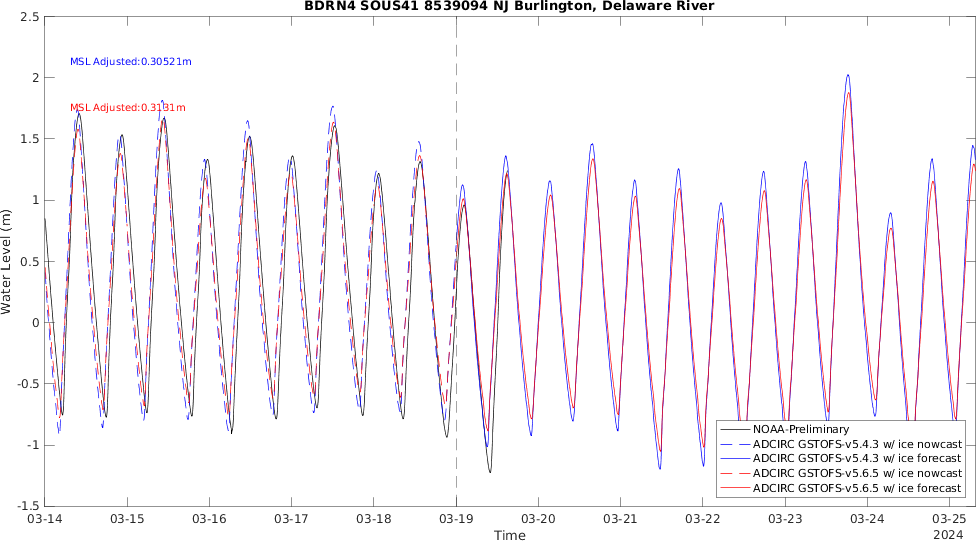 BDRN4 SOUS41 8539094 NJ Burlington, Delaware River
2.5
2
1.5
1
0.5
0
-0.5
-1
-1.5
Water Level (m)
MSL Adjusted:0.30521m
MSL Adjusted:0.3131m
NOAA-Preliminary
ADCIRC GSTOFS-v5.4.3 w/ ice nowcast
ADCIRC GSTOFS-v5.4.3 w/ ice forecast
ADCIRC GSTOFS-v5.6.5 w/ ice nowcast
ADCIRC GSTOFS-v5.6.5 w/ ice forecast
03-14 03-15 03-16 03-17 03-18 03-19 03-20 03-21 03-22 03-23 03-24 03-25
Time
2024